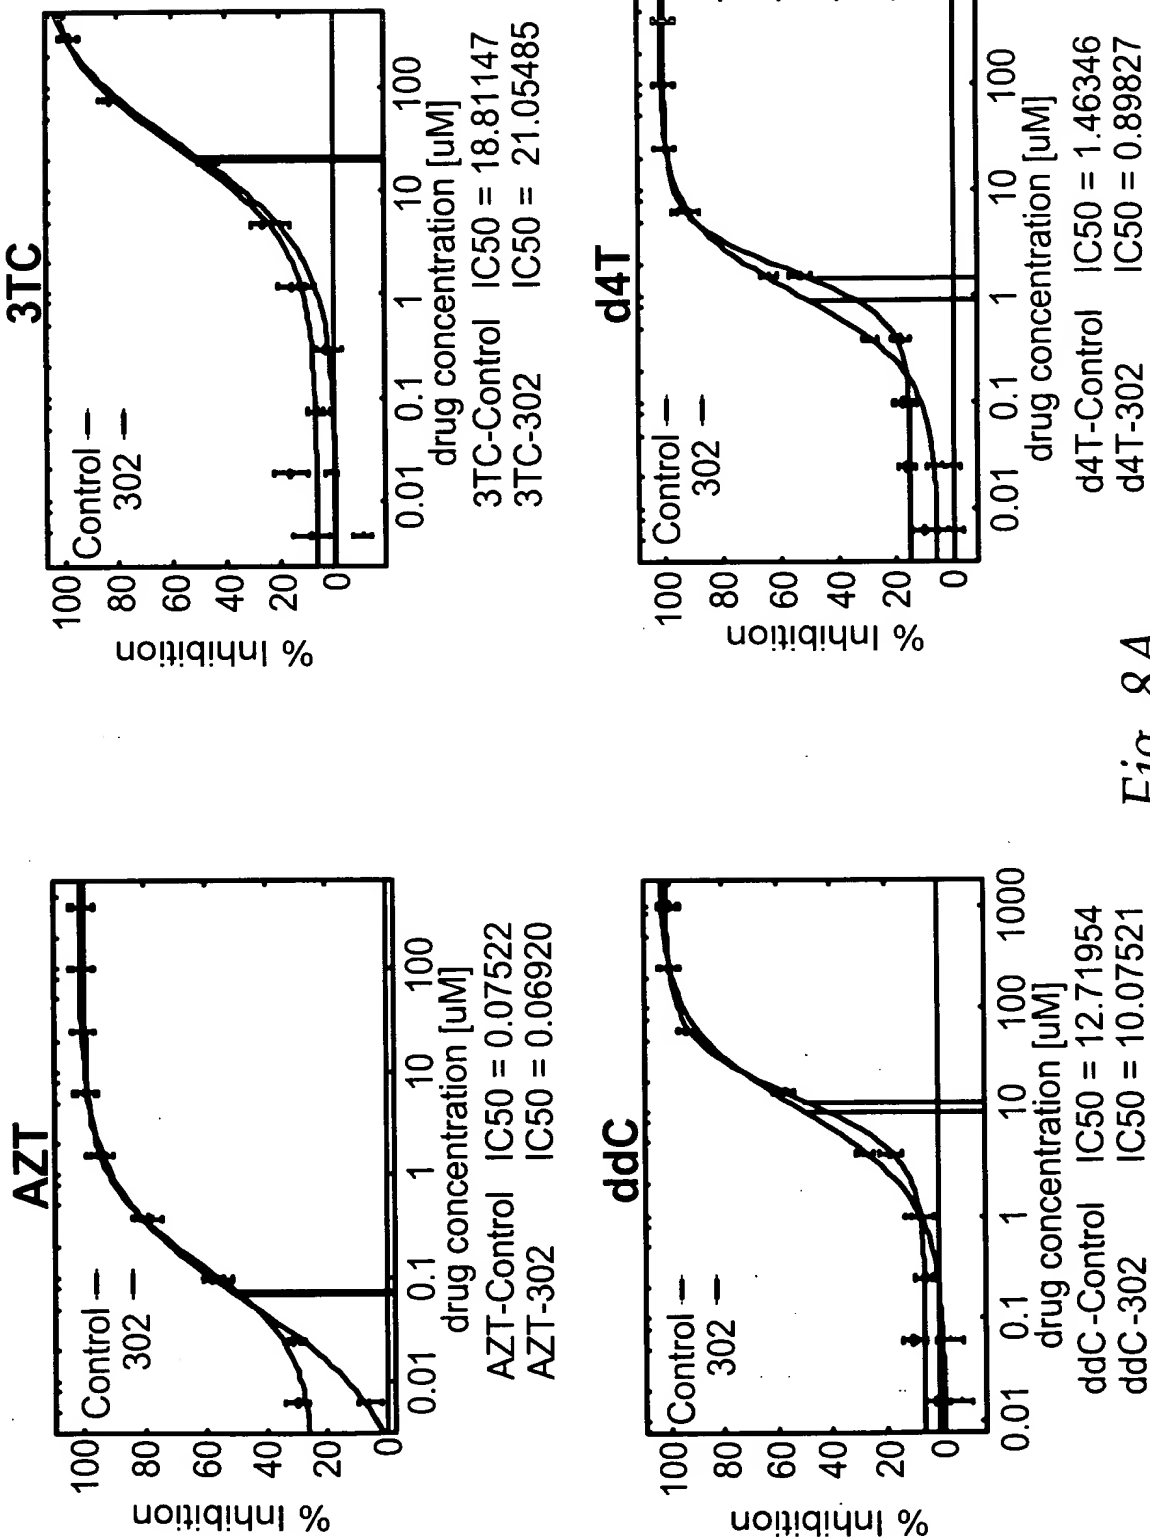 AZT
% Inhibition
100
80
60
40
20
0
Control
302
0.01
0.1
1
10
100
drug concentration [uM]
AZT-Control IC50 = 0.07522
AZT-302 IC50 = 0.06920
3TC
% Inhibition
100
80
60
40
20
0
Control
302
0.01
0.1
1
10
100
drug concentration [uM]
3TC-Control IC50 = 18.81147
3TC-302 IC50 = 21.05485
ddC
% Inhibition
100
80
60
40
20
0
Control
302
0.01
0.1
1
10
100
1000
drug concentration [uM]
ddC-Control IC50 = 12.71954
ddC-302 IC50 = 10.07521
d4T
% Inhibition
100
80
60
40
20
0
Control
302
0.01
0.1
1
10
100
drug concentration [uM]
d4T-Control IC50 = 1.46346
d4T-302 IC50 = 0.89827
Fig. 8A